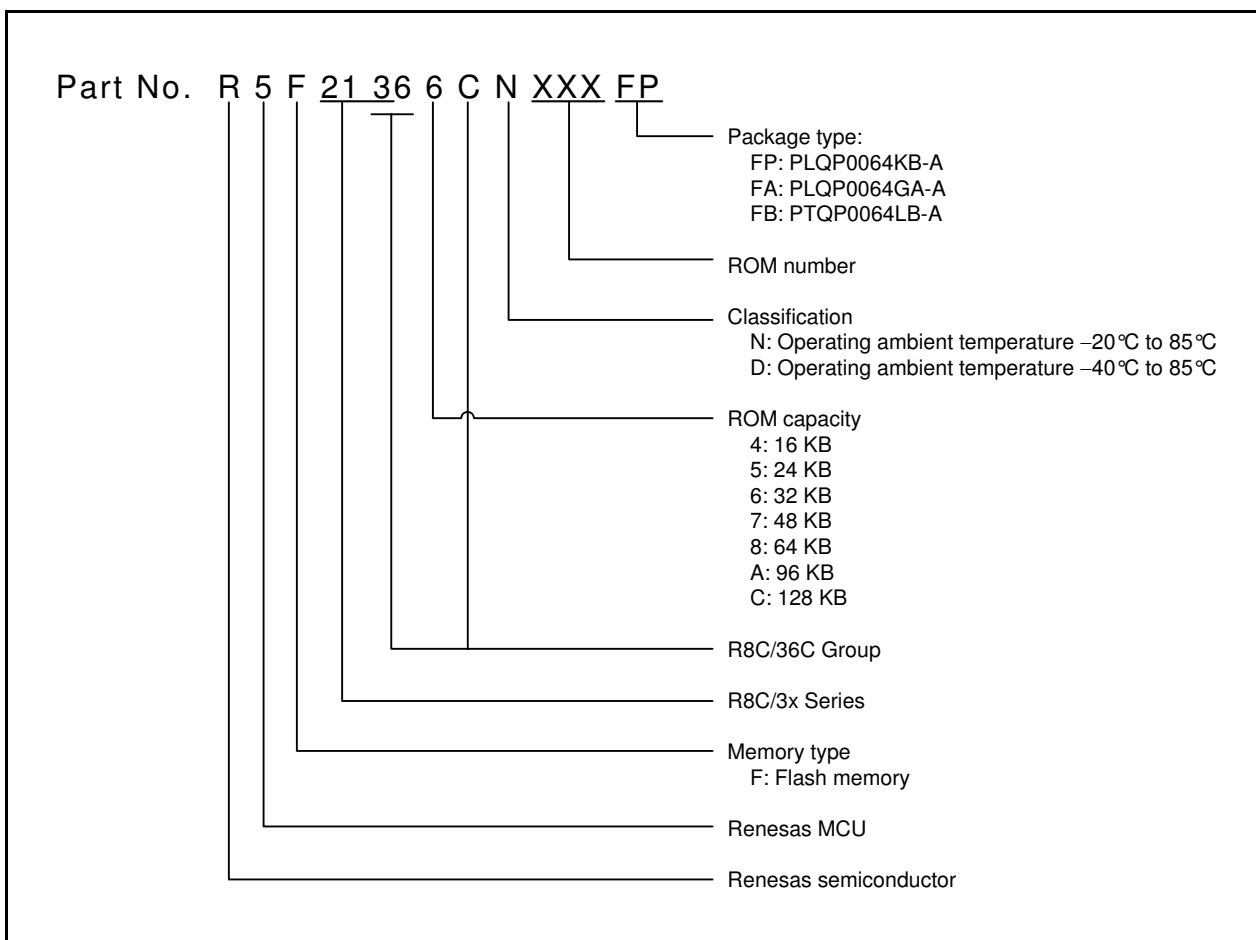 Part No. R 5 F 21 36 6 C N XXX FP
Package type:
FP: PLQP0064KB-A
FA: PLQP0064GA-A
FB: PTQP0064LB-A
ROM number
Classification
N: Operating ambient temperature −20°C to 85°C
D: Operating ambient temperature −40°C to 85°C
ROM capacity
4: 16 KB
5: 24 KB
6: 32 KB
7: 48 KB
8: 64 KB
A: 96 KB
C: 128 KB
R8C/36C Group
R8C/3x Series
Memory type
F: Flash memory
Renesas MCU
Renesas semiconductor